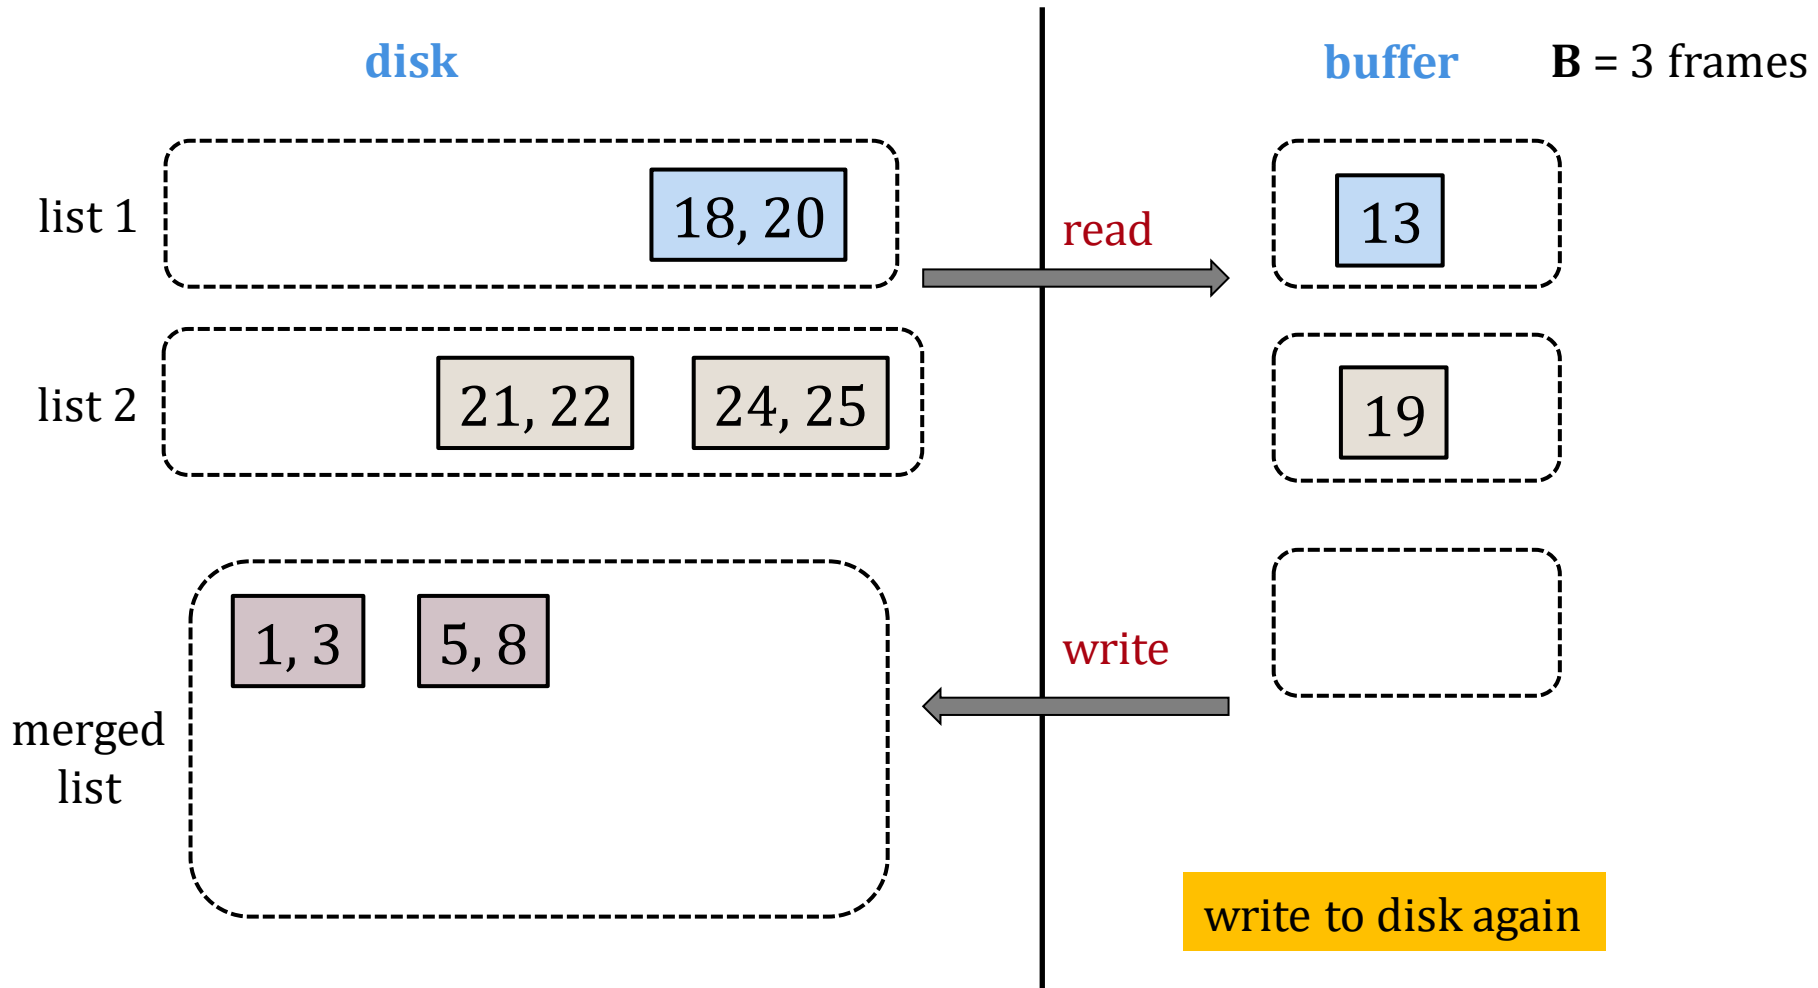 disk
buffer
B = 3 frames
list 1
18, 20
read
13
list 2
21, 22
24, 25
19
1, 3
5, 8
write
merged
list
write to disk again